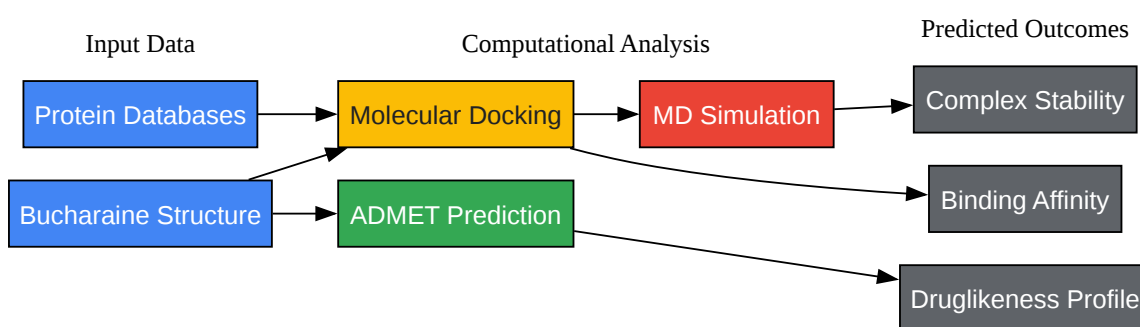 Input Data
Computational Analysis
Predicted Outcomes
Protein Databases
Molecular Docking
MD Simulation
Complex Stability
Bucharaine Structure
ADMET Prediction
Binding Affinity
Druglikeness Profile